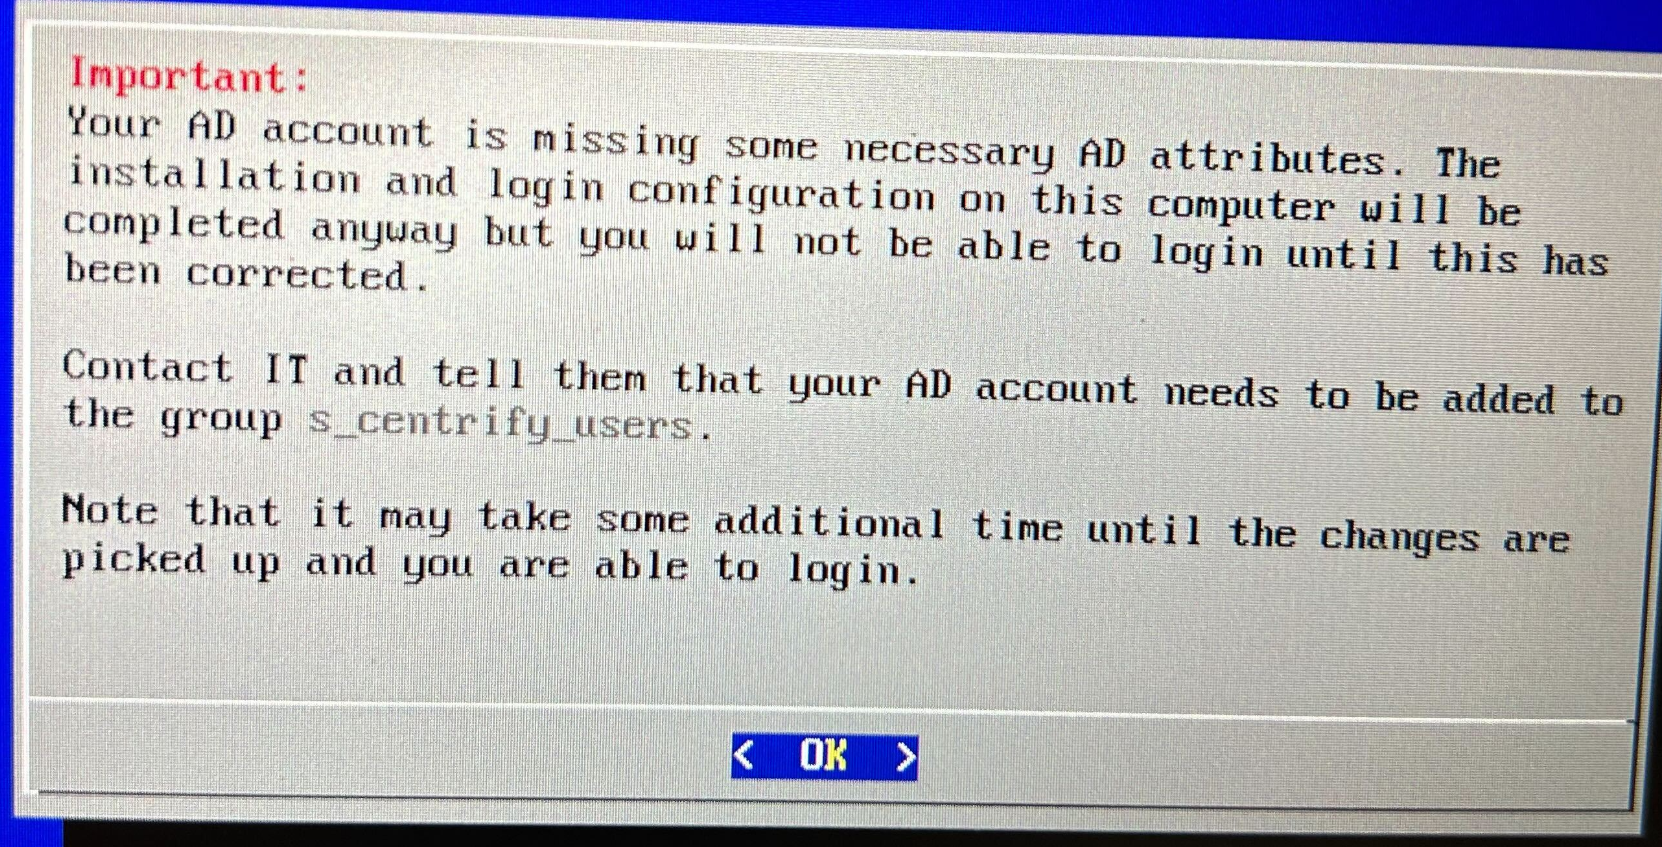 Important:
Your AD account is missing some necessary AD attributes. The
installation and login configuration on this computer will be
completed anyway but you will not be able to login until this has
been corrected.
Contact IT and tell them that your AD account needs to be added to
the group s_centrify_users.
Note that it may take some additional time until the changes are
picked up and you are able to login.
< OK >